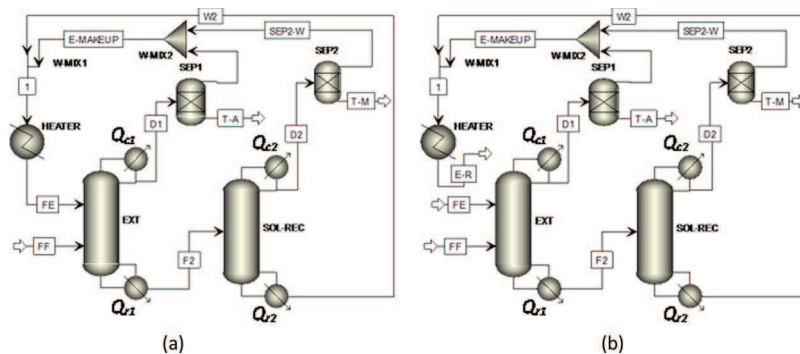 W2
E-MAKEUP
SEP2-W
W-MIX1
W-MIX2
SEP2
SEP1
1
T-M
HEATER
D1
T-A
Qc1
D2
Qc2
FE
EXT
SOL-REC
FF
F2
Qr1
Qr2
(a)
W2
E-MAKEUP
SEP2-W
W-MIX1
W-MIX2
SEP2
SEP1
1
T-M
HEATER
D1
T-A
Qc1
D2
E-R
Qc2
FE
EXT
SOL-REC
FF
F2
Qr1
Qr2
(b)